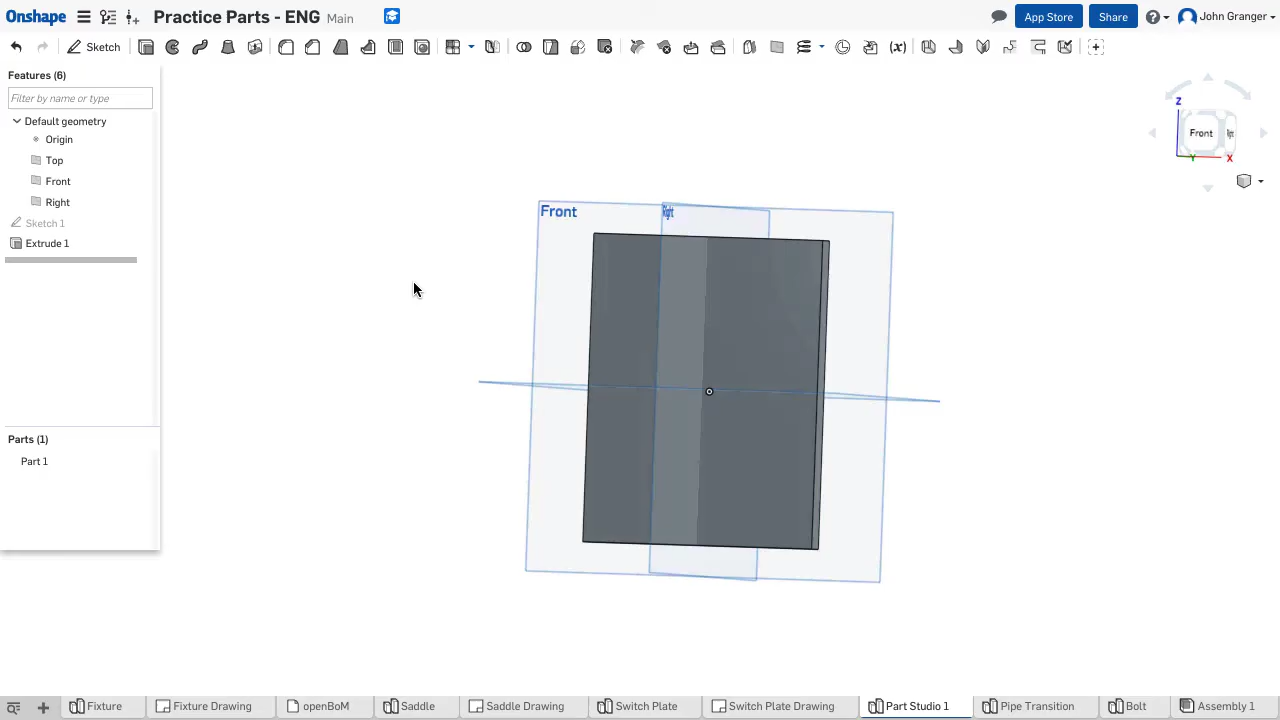 Onshape Practice Parts - ENG Main App Store Share John Granger
Sketch (x)
Features (6)
Filter by name or type
Default geometry
Origin
Top
Front
Right
Sketch 1
Extrude 1
Parts (1)
Part 1
Front Right
Z
Front Right
Y X
Fixture Fixture Drawing openBoM Saddle Saddle Drawing Switch Plate Switch Plate Drawing Part Studio 1 Pipe Transition Bolt Assembly 1